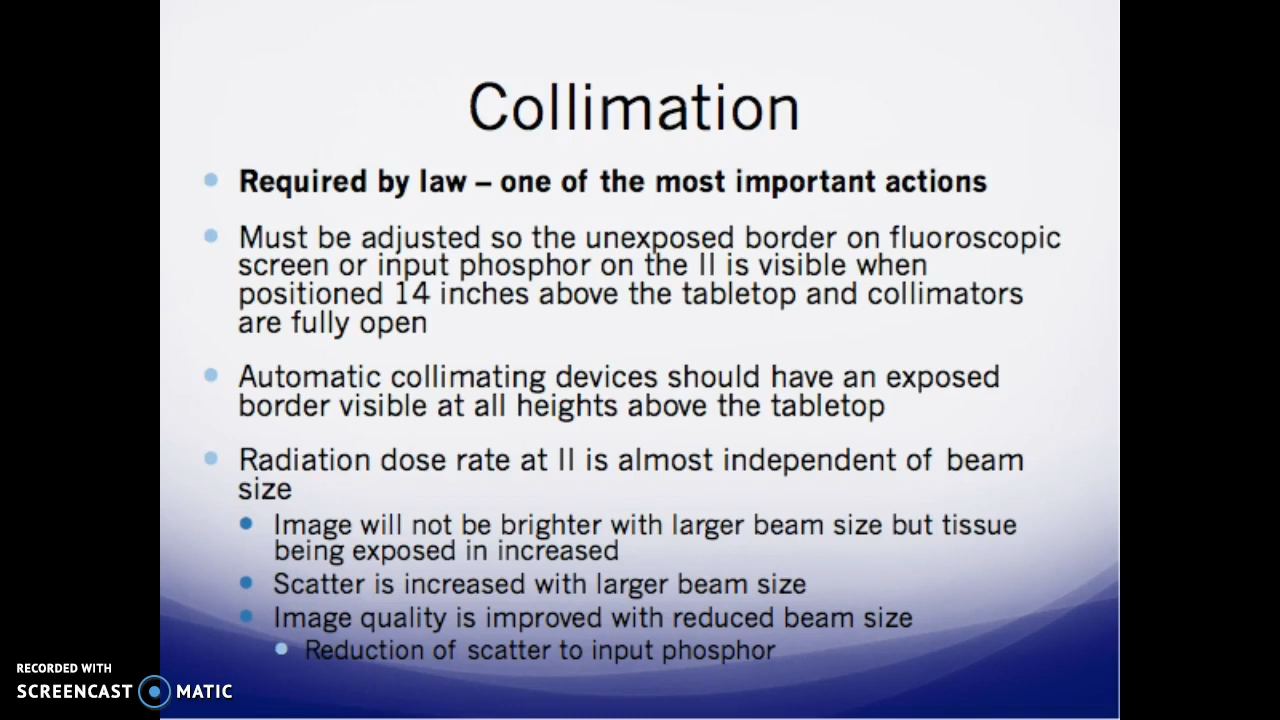 Collimation
Required by law – one of the most important actions
Must be adjusted so the unexposed border on fluoroscopic
screen or input phosphor on the II is visible when
positioned 14 inches above the tabletop and collimators
are fully open
Automatic collimating devices should have an exposed
border visible at all heights above the tabletop
Radiation dose rate at II is almost independent of beam
size
Image will not be brighter with larger beam size but tissue
being exposed in increased
Scatter is increased with larger beam size
Image quality is improved with reduced beam size
Reduction of scatter to input phosphor
RECORDED WITH
SCREENCAST MATIC